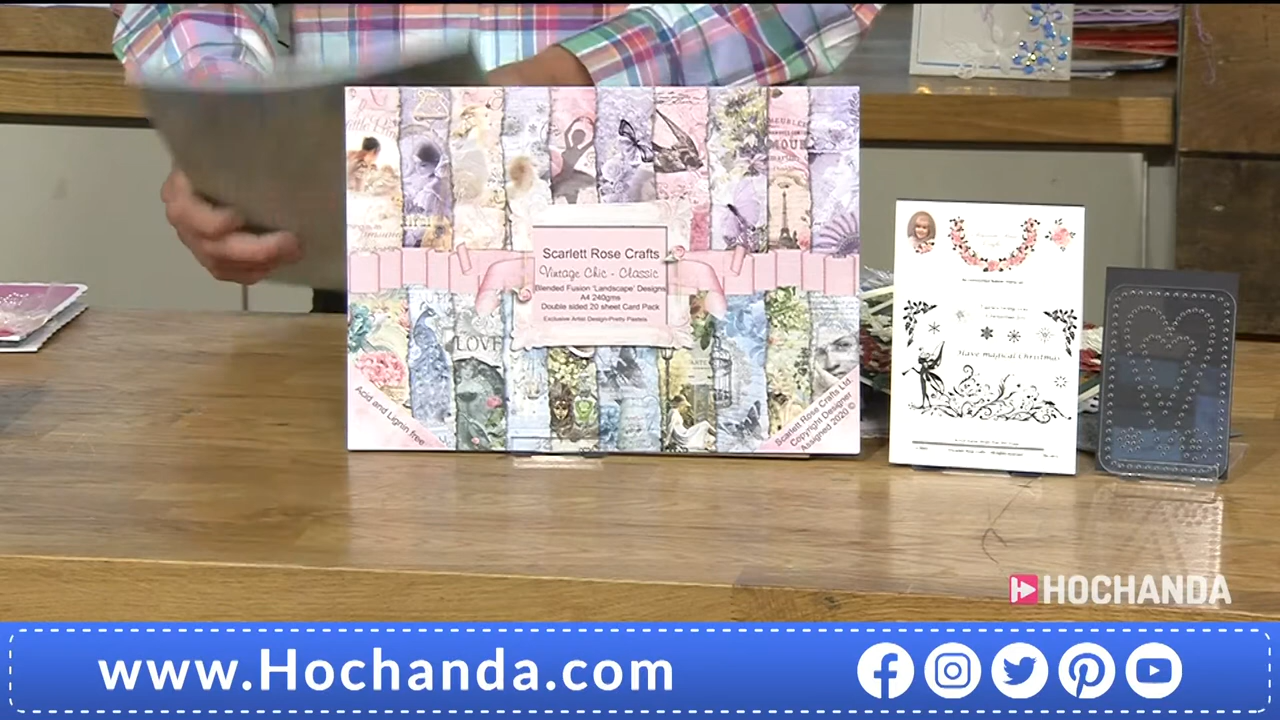 MEUBLES
AMOUR
Scarlett Rose Crafts
Vintage Chic - Classic
Blended Fusion 'Landscape' Designs
A4 240gms
Double sided 20 sheet Card Pack
Exclusive Artist Design-Pretty Pastels
LOVE
Acid and Lignin free
Scarlett Rose Crafts Ltd.
Copyright Designer
Assigned 2020 ©
Have magical Christmas
HOCHANDA
www.Hochanda.com